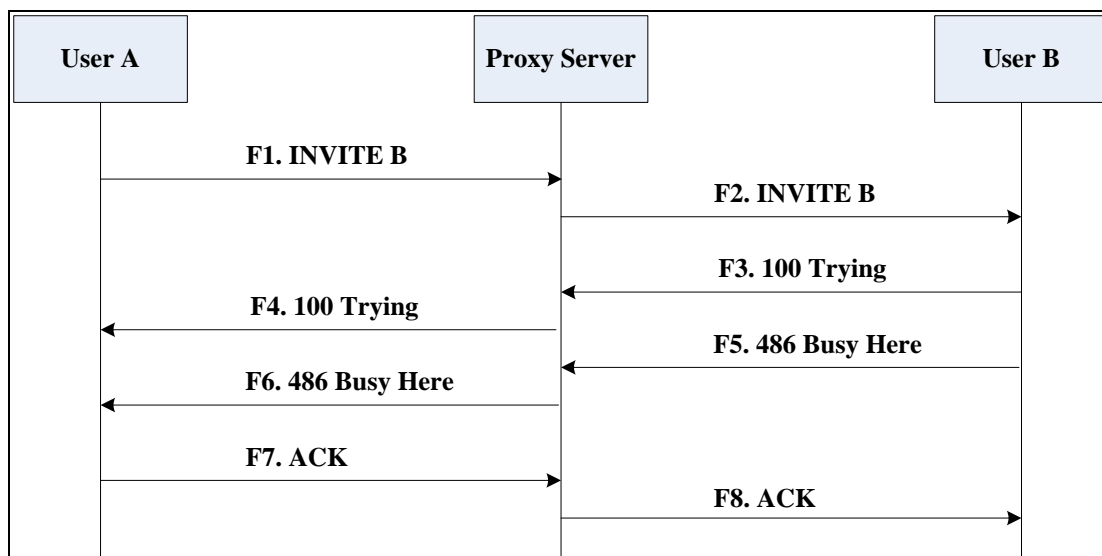 User A
Proxy Server
User B
F1. INVITE B
F2. INVITE B
F3. 100 Trying
F4. 100 Trying
F5. 486 Busy Here
F6. 486 Busy Here
F7. ACK
F8. ACK